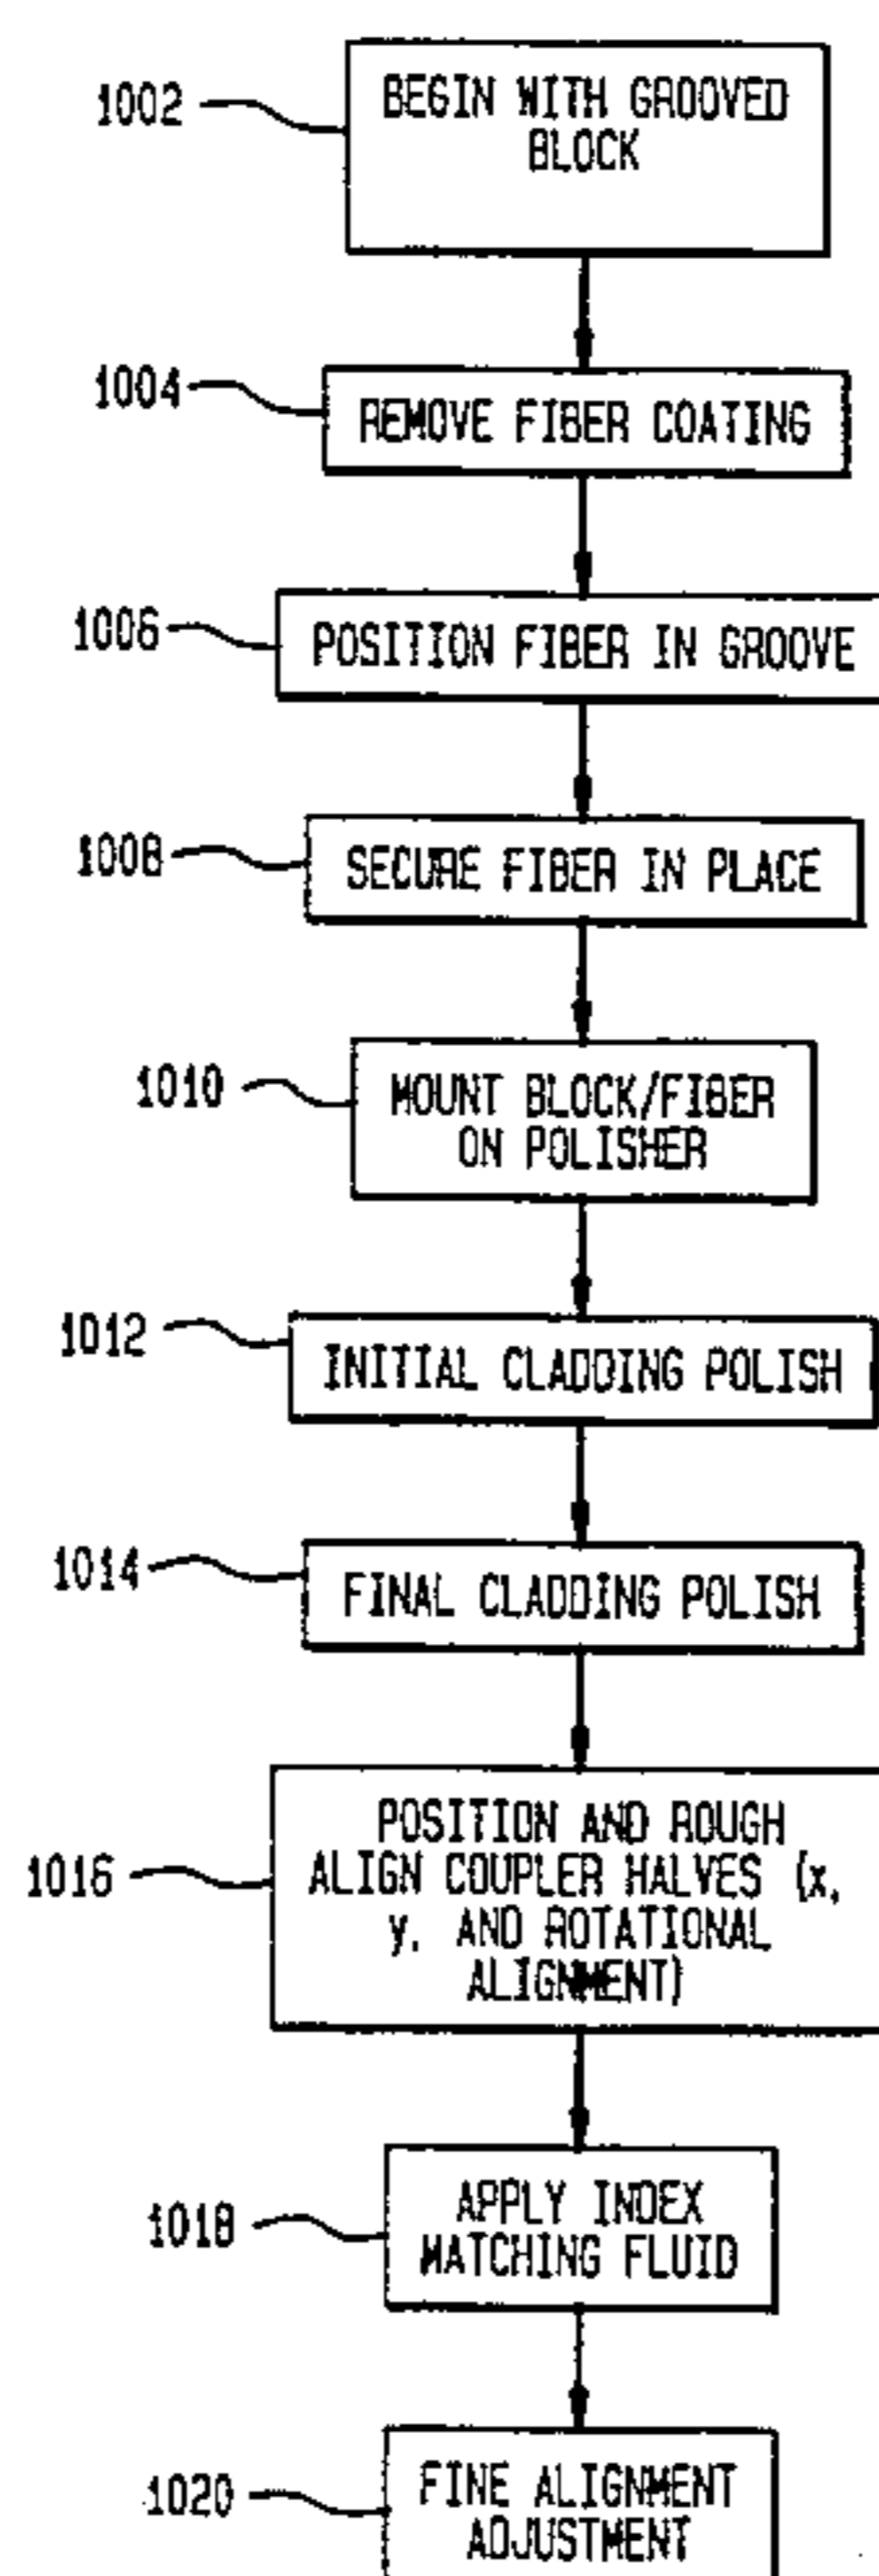 1002
BEGIN WITH GROOVED
BLOCK
1004
REMOVE FIBER COATING
1006
POSITION FIBER IN GROOVE
1008
SECURE FIBER IN PLACE
1010
MOUNT BLOCK/FIBER
ON POLISHER
1012
INITIAL CLADDING POLISH
1014
FINAL CLADDING POLISH
1016
POSITION AND ROUGH
ALIGN COUPLER HALVES (x,
y, AND ROTATIONAL
ALIGNMENT)
1018
APPLY INDEX
MATCHING FLUID
1020
FINE ALIGNMENT
ADJUSTMENT